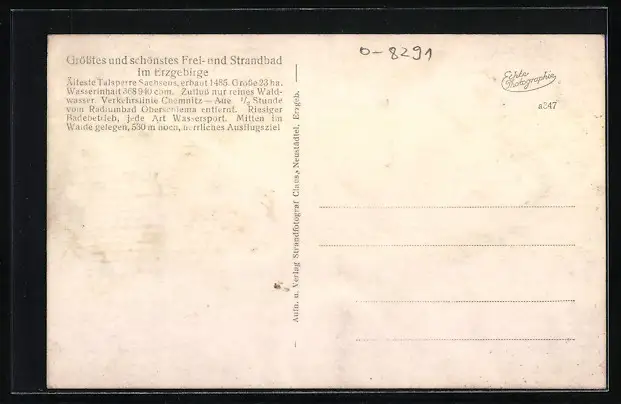 Größtes und schönstes Frei- und Strandbad
im Erzgebirge
Älteste Talsperre Sachsens, erbaut 1485. Größe 23 ha.
Wasserinhalt 368 940 cbm. Zufluß nur reines Wald-
wasser. Verkehrslinie Chemnitz—Aue ½ Stunde
vom Radiumbad Oberschlema entfernt. Riesiger
Badebetrieb, jede Art Wassersport. Mitten im
Walde gelegen, 530 m hoch, herrliches Ausflugsziel
Aufn. u. Verlag Strandfotograf Claus, Neustädtel, Erzgeb.
0-8291
Echte
Photographie
a347